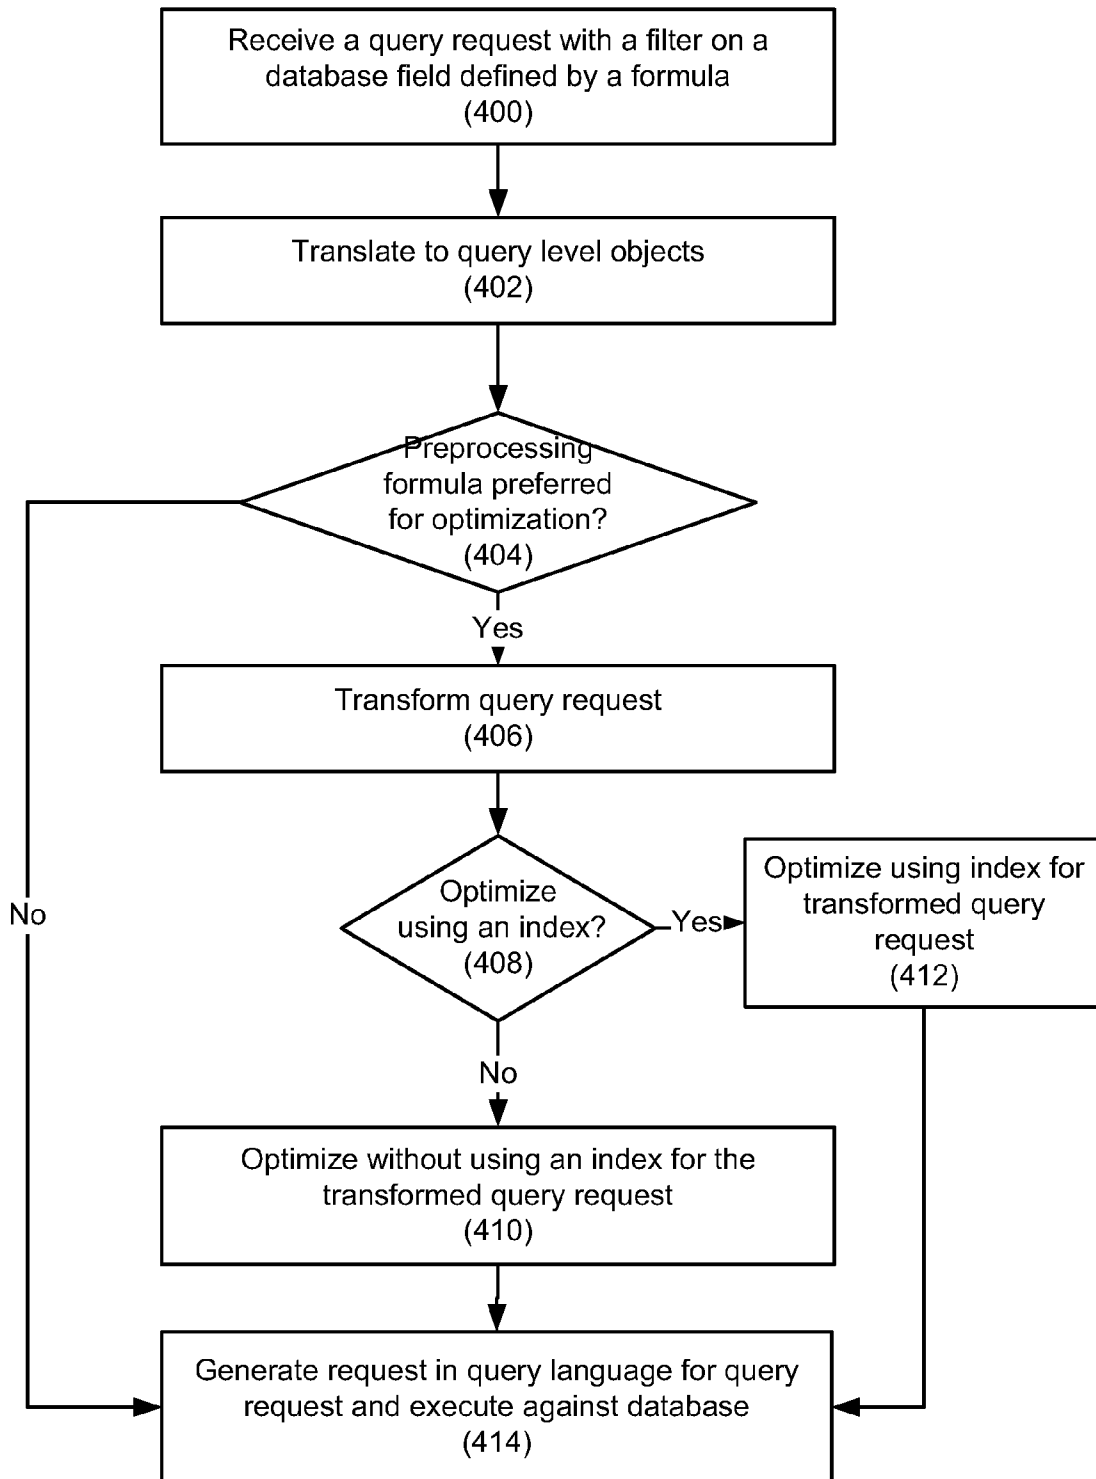 Receive a query request with a filter on a
database field defined by a formula
(400)
Translate to query level objects
(402)
Preprocessing
formula preferred
for optimization?
(404)
Yes
Transform query request
(406)
No
Optimize
using an index?
(408)
Yes
Optimize using index for
transformed query
request
(412)
No
Optimize without using an index for the
transformed query request
(410)
Generate request in query language for query
request and execute against database
(414)